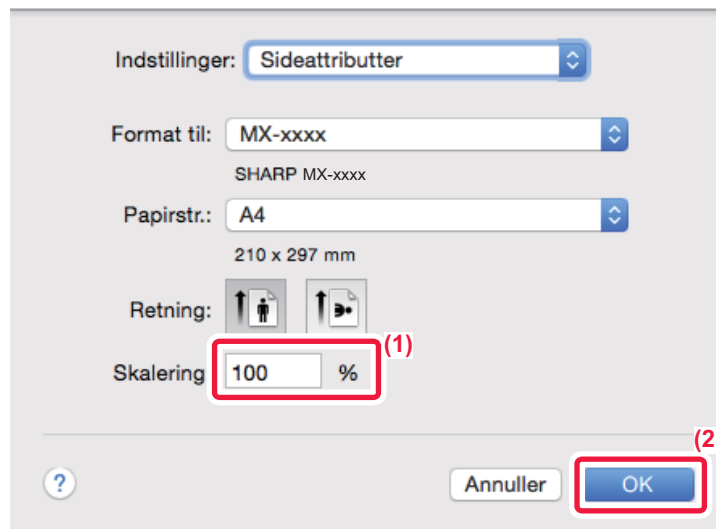 Indstillinger: Sideattributter
Format til: MX-xxxx
SHARP MX-xxxx
Papirstr.: A4
210 x 297 mm
Retning:
(1)
Skalering 100 %
(2
? Annuller OK